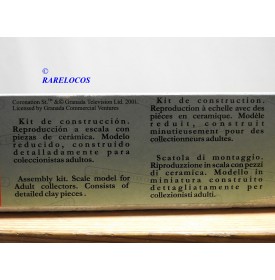 ©
RARELOCOS
Coronation St.™ &© Granada Television Ltd. 2001.
Licensed by Granada Commercial Ventures
Kit de construcción.
Reproducción a escala con
piezas de cerámica. Modelo
reducido, construido
detalladamente para
coleccionistas adultos.
Assembly kit. Scale model for
Adult collectors. Consists of
detailed clay pieces.
Kit de construction.
Reproduction à échelle avec des
pièces en céramique. Modèle
réduit, construit
minutieusement pour des
collectionneurs adultes.
Scatola di montaggio.
Riproduzione in scala con pezzi
di ceramica. Modello in
miniatura construito
dettagliatamente per
collezionisti adulti.